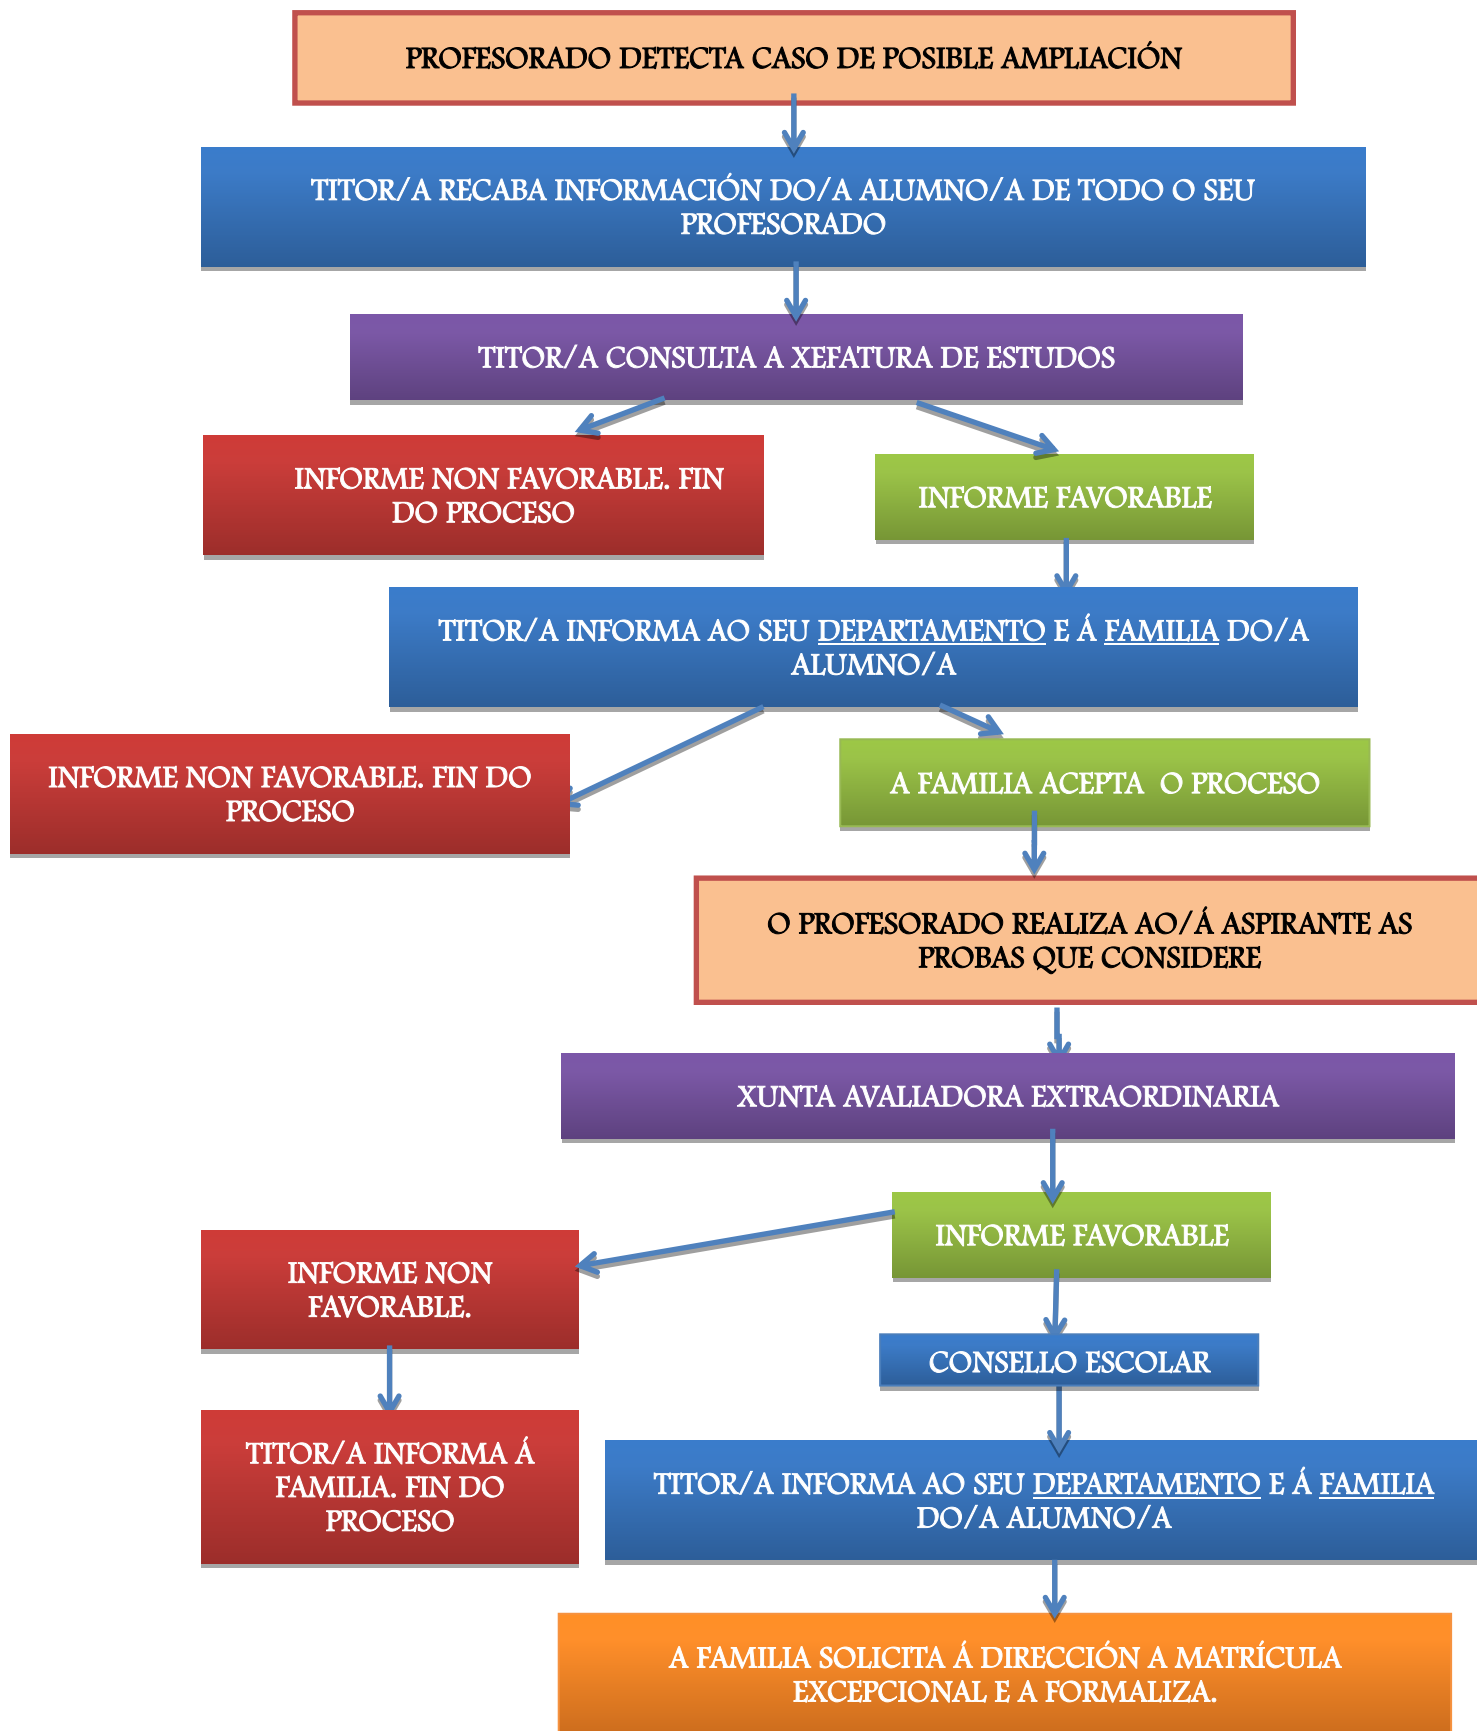 PROFESORADO DETECTA CASO DE POSIBLE AMPLIACIÓN
TITOR/A RECABA INFORMACIÓN DO/A ALUMNO/A DE TODO O SEU
PROFESORADO
TITOR/A CONSULTA A XEFATURA DE ESTUDOS
INFORME NON FAVORABLE. FIN
DO PROCESO
INFORME FAVORABLE
TITOR/A INFORMA AO SEU DEPARTAMENTO E Á FAMILIA DO/A
ALUMNO/A
INFORME NON FAVORABLE. FIN DO
PROCESO
A FAMILIA ACEPTA O PROCESO
O PROFESORADO REALIZA AO/Á ASPIRANTE AS
PROBAS QUE CONSIDERE
XUNTA AVALIADORA EXTRAORDINARIA
INFORME FAVORABLE
INFORME NON
FAVORABLE.
CONSELLO ESCOLAR
TITOR/A INFORMA Á
FAMILIA. FIN DO
PROCESO
TITOR/A INFORMA AO SEU DEPARTAMENTO E Á FAMILIA
DO/A ALUMNO/A
A FAMILIA SOLICITA Á DIRECCIÓN A MATRÍCULA
EXCEPCIONAL E A FORMALIZA.